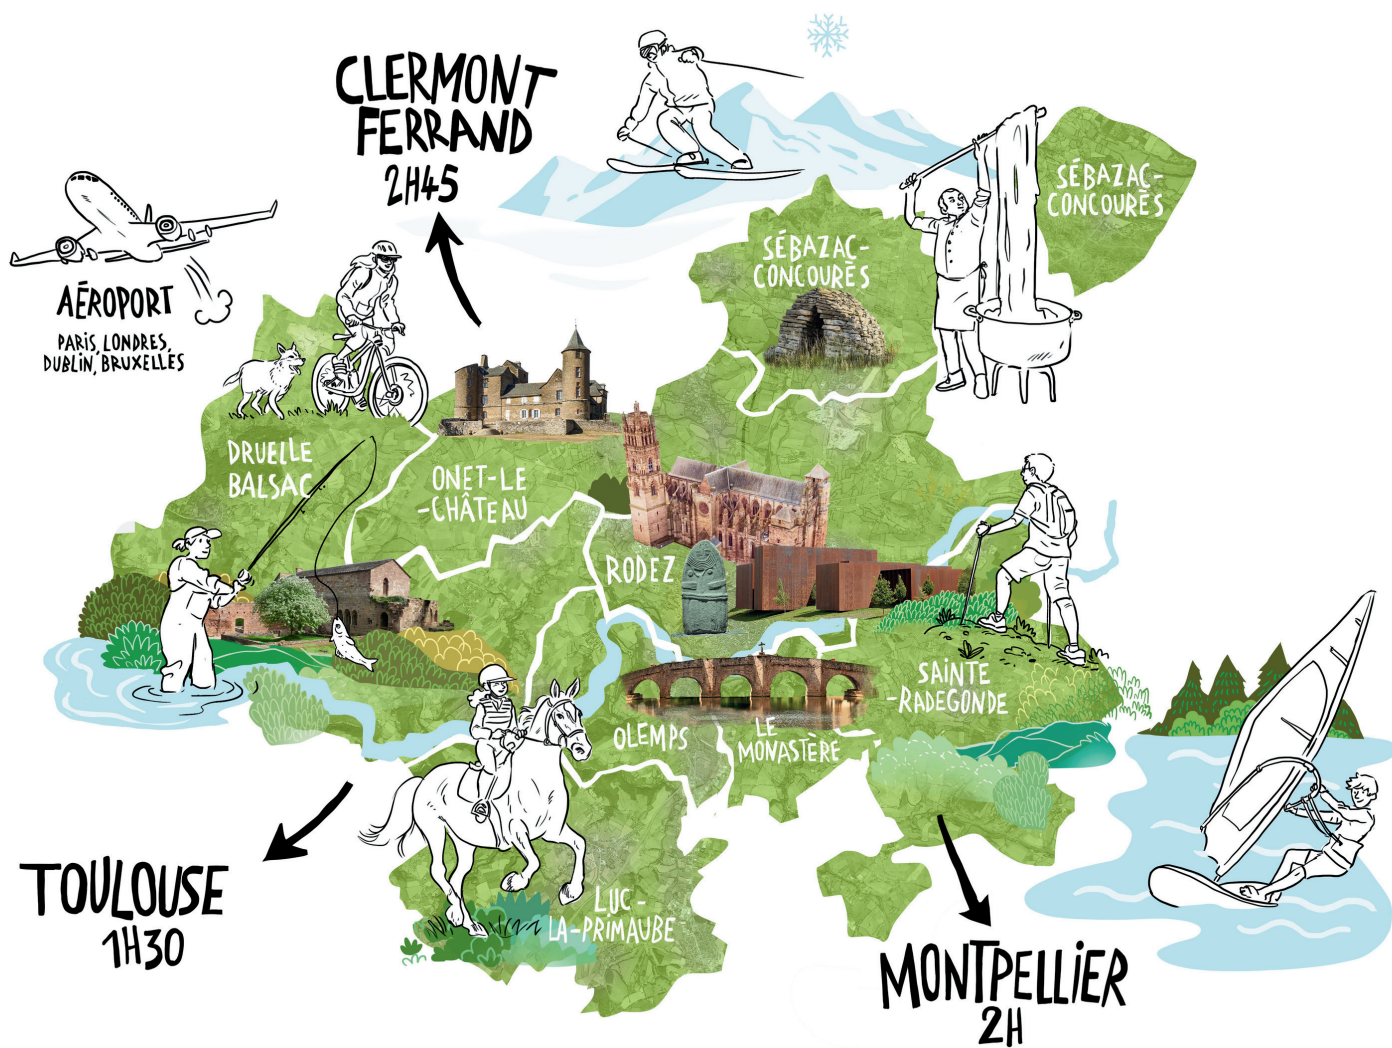 CLERMONT
FERRAND
2H45
SÉBAZAC-
CONCOURÈS
SÉBAZAC-
CONCOURÈS
AÉROPORT
PARIS, LONDRES,
DUBLIN, BRUXELLES
DRUELLE
BALSAC
ONET-LE
-CHÂTEAU
RODEZ
SAINTE
-RADEGONDE
OLEMPS
LE
MONASTÈRE
TOULOUSE
1H30
LUC-
LA-PRIMAUBE
MONTPELLIER
2H